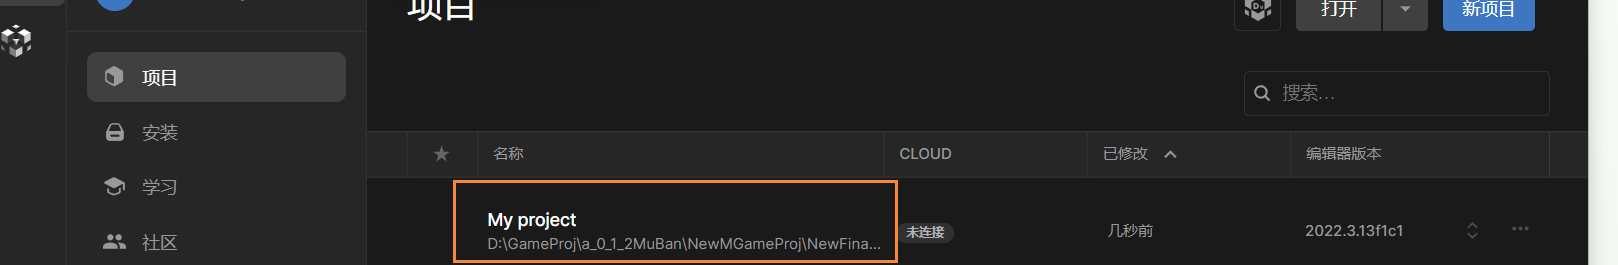 项目
打开
新项目
项目
搜索...
安装
★ 名称 CLOUD 已修改 编辑器版本
学习
My project
D:\GameProj\a_0_1_2MuBan\NewMGameProj\NewFina...
未连接 几秒前 2022.3.13f1c1
社区